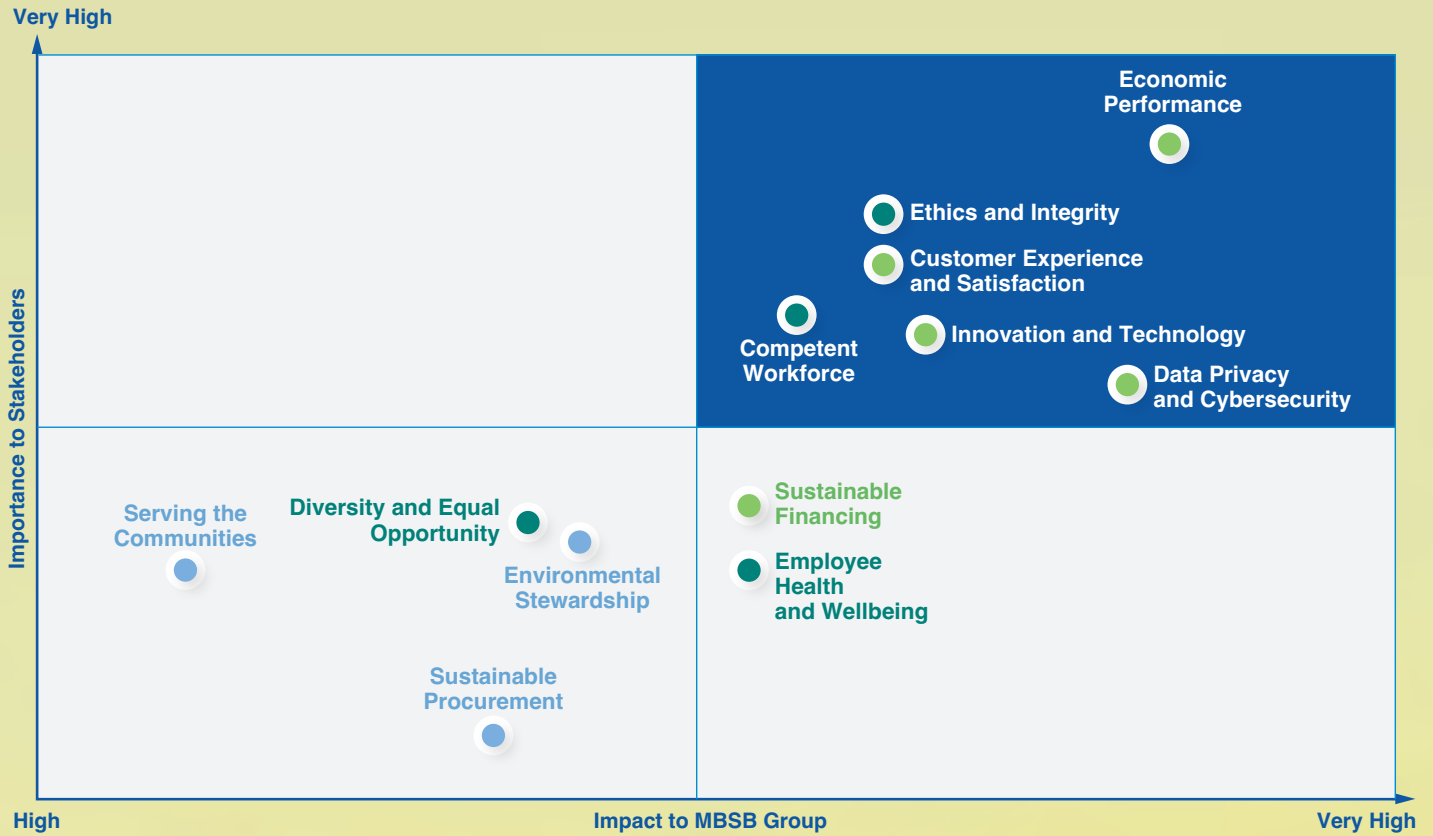 Very High
Importance to Stakeholders
Economic
Performance
Ethics and Integrity
Customer Experience
and Satisfaction
Competent
Workforce
Innovation and Technology
Data Privacy
and Cybersecurity
Serving the
Communities
Diversity and Equal
Opportunity
Environmental
Stewardship
Sustainable
Procurement
Sustainable
Financing
Employee
Health
and Wellbeing
High
Impact to MBSB Group
Very High